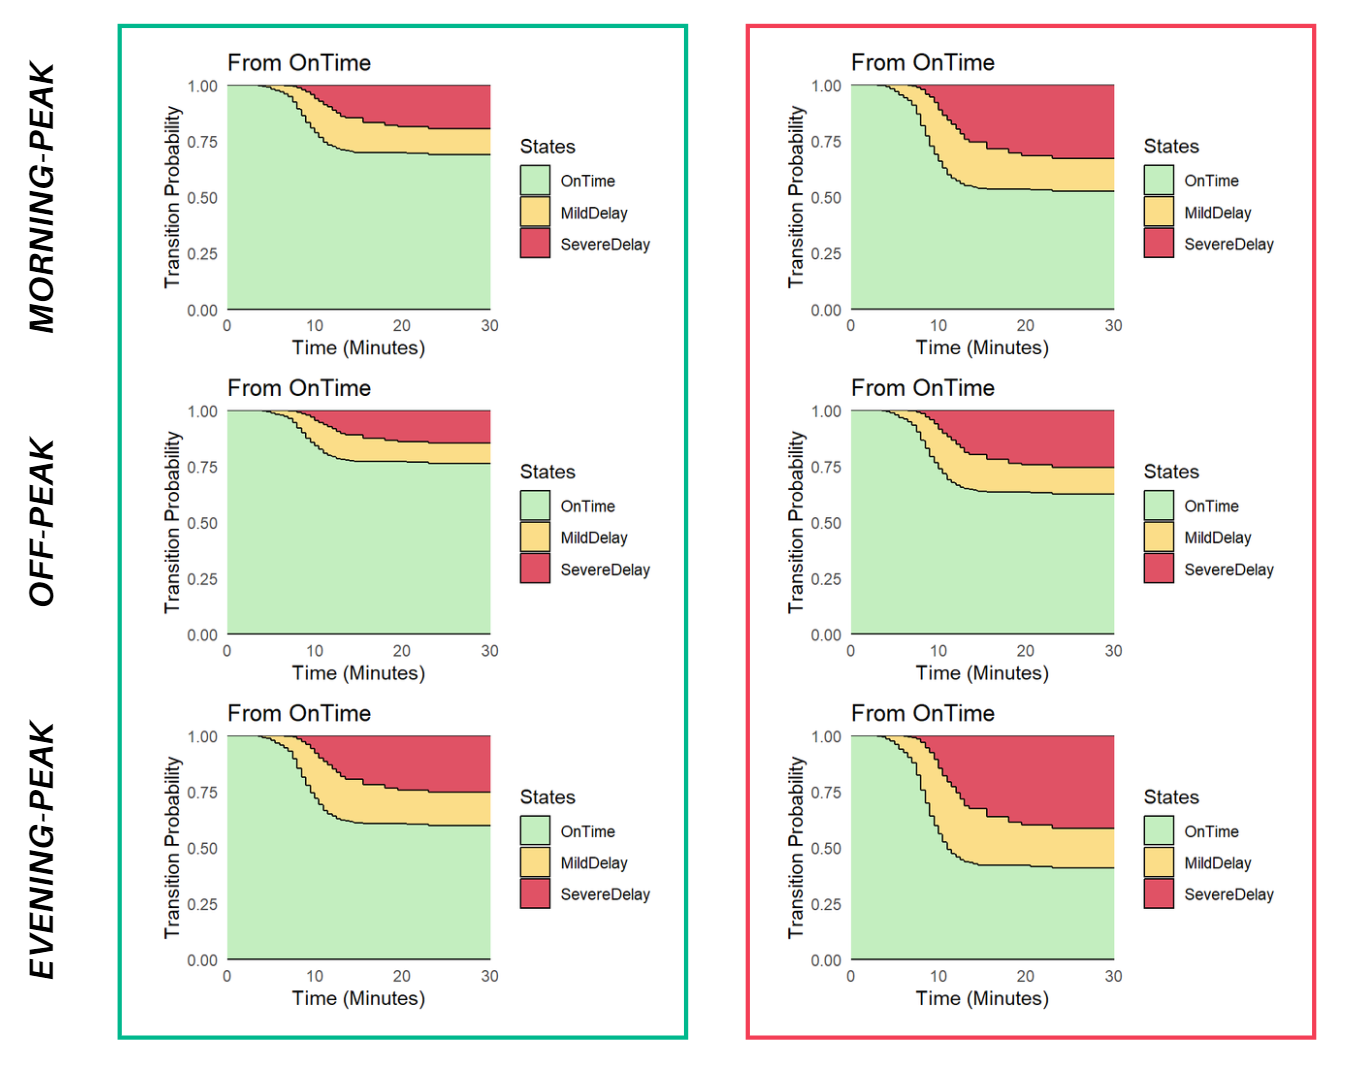 MORNING-PEAK
From OnTime
Transition Probability
1.00
0.75
0.50
0.25
0.00
0 10 20 30
Time (Minutes)
States
OnTime
MildDelay
SevereDelay
From OnTime
Transition Probability
1.00
0.75
0.50
0.25
0.00
0 10 20 30
Time (Minutes)
States
OnTime
MildDelay
SevereDelay
OFF-PEAK
From OnTime
Transition Probability
1.00
0.75
0.50
0.25
0.00
0 10 20 30
Time (Minutes)
States
OnTime
MildDelay
SevereDelay
From OnTime
Transition Probability
1.00
0.75
0.50
0.25
0.00
0 10 20 30
Time (Minutes)
States
OnTime
MildDelay
SevereDelay
EVENING-PEAK
From OnTime
Transition Probability
1.00
0.75
0.50
0.25
0.00
0 10 20 30
Time (Minutes)
States
OnTime
MildDelay
SevereDelay
From OnTime
Transition Probability
1.00
0.75
0.50
0.25
0.00
0 10 20 30
Time (Minutes)
States
OnTime
MildDelay
SevereDelay